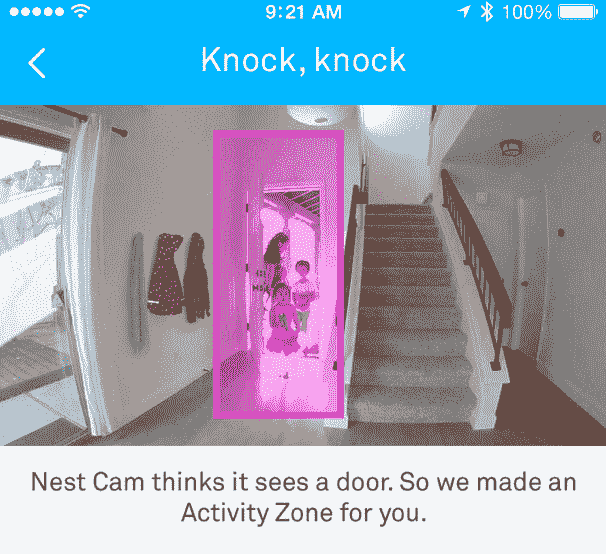 9:21 AM 100%
Knock, knock
Nest Cam thinks it sees a door. So we made an
Activity Zone for you.